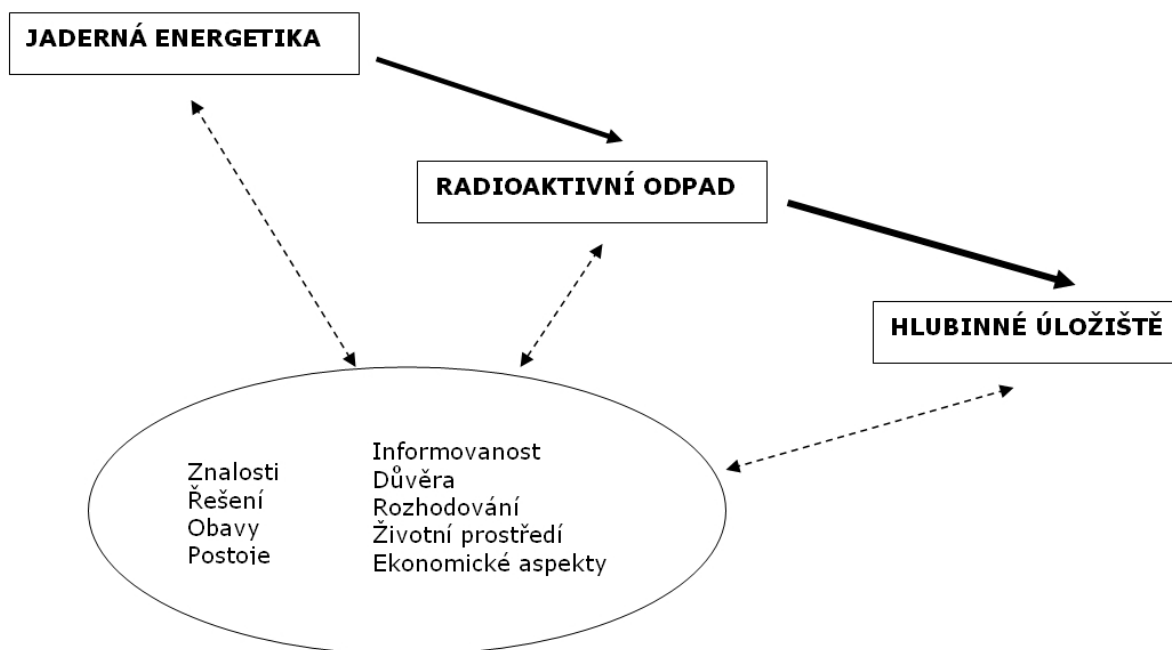 JADERNÁ ENERGETIKA
RADIOAKTIVNÍ ODPAD
HLUBINNÉ ÚLOŽIŠTĚ
Znalosti
Řešení
Obavy
Postoje
Informovanost
Důvěra
Rozhodování
Životní prostředí
Ekonomické aspekty